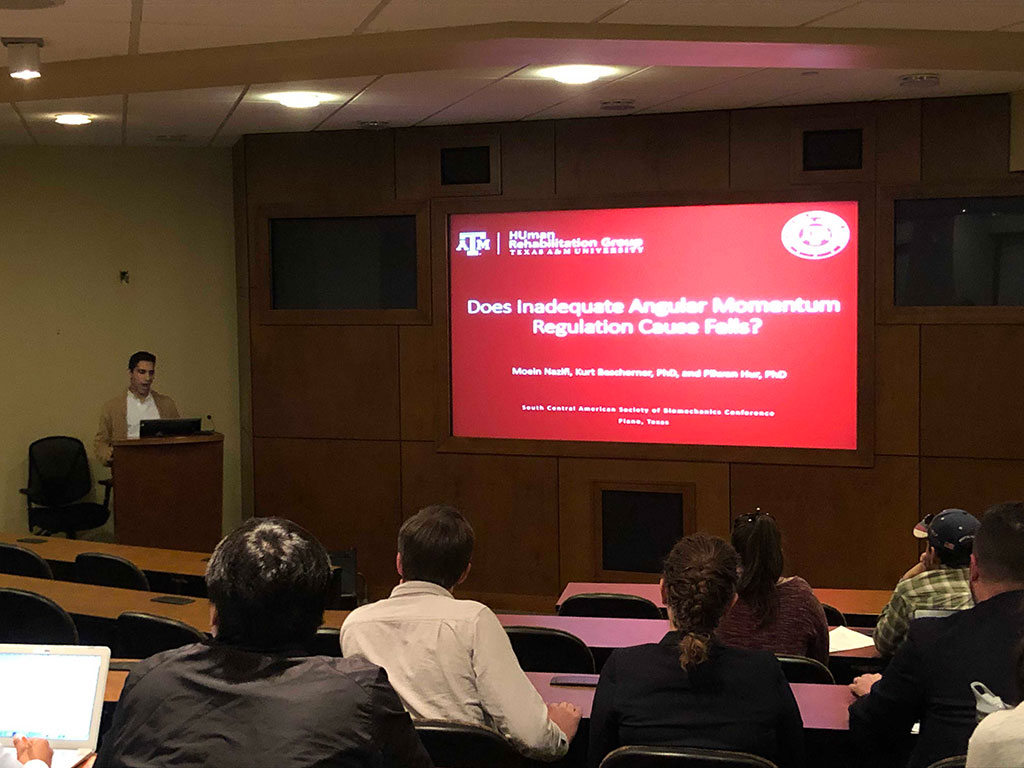 ATM
HUman
Rehabilitation Group
TEXAS A&M UNIVERSITY
Does Inadequate Angular Momentum
Regulation Cause Falls?
Moein Nazifi, Kurt Beschorner, PhD, and Pilwon Hur, PhD
South Central American Society of Biomechanics Conference
Plano, Texas